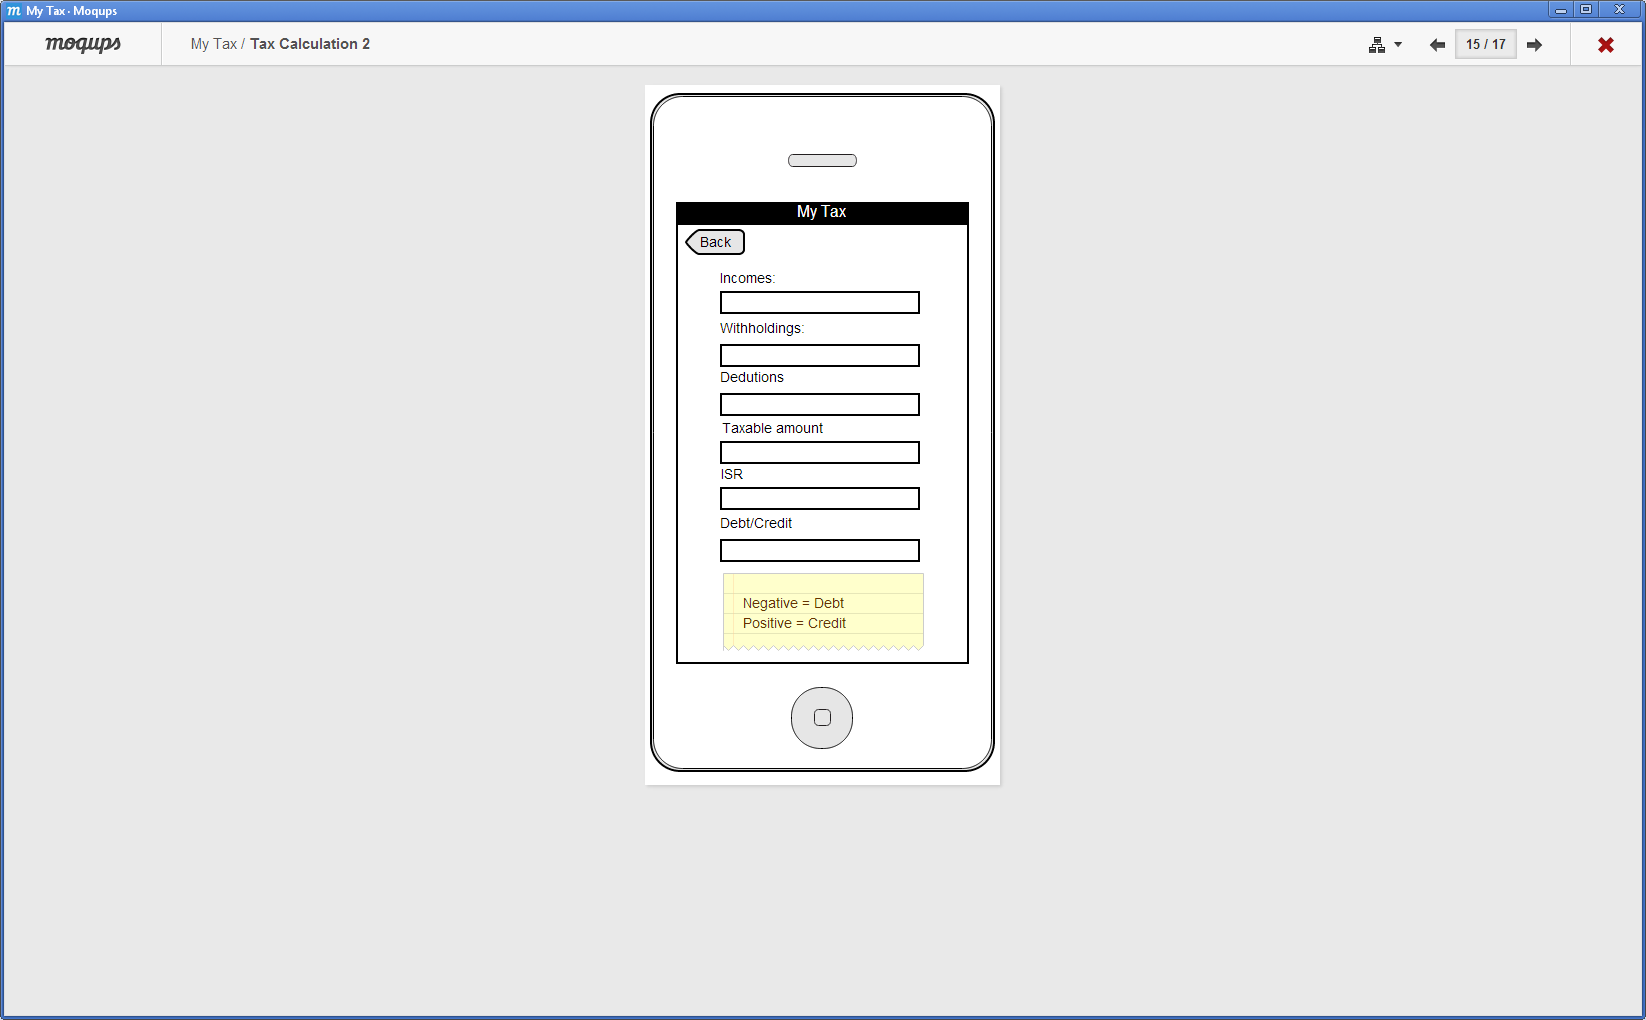 m My Tax · Moqups
moqups
My Tax / Tax Calculation 2
15 / 17
My Tax
Back
Incomes:
Withholdings:
Dedutions
Taxable amount
ISR
Debt/Credit
Negative = Debt
Positive = Credit